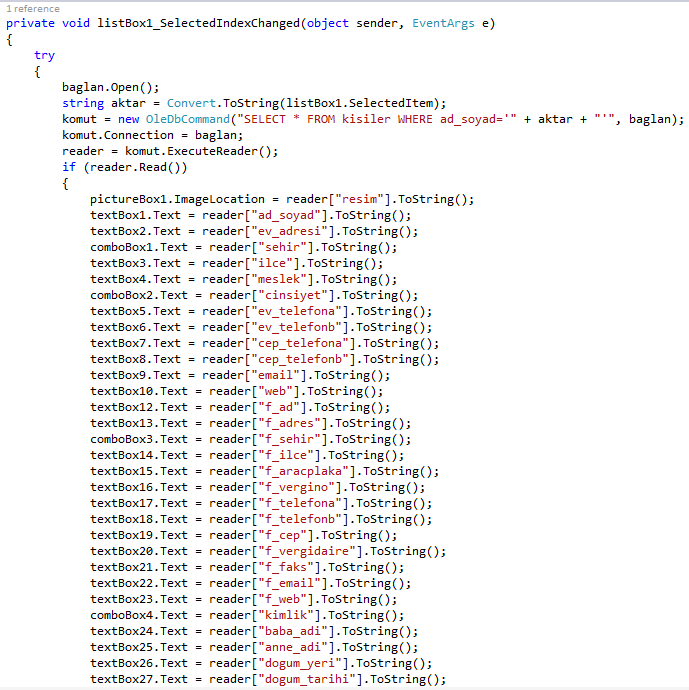 1 reference
private void listBox1_SelectedIndexChanged(object sender, EventArgs e)
{
    try
    {
        baglan.Open();
        string aktar = Convert.ToString(listBox1.SelectedItem);
        komut = new OleDbCommand("SELECT * FROM kisiler WHERE ad_soyad='" + aktar + "'", baglan);
        komut.Connection = baglan;
        reader = komut.ExecuteReader();
        if (reader.Read())
        {
            pictureBox1.ImageLocation = reader["resim"].ToString();
            textBox1.Text = reader["ad_soyad"].ToString();
            textBox2.Text = reader["ev_adresi"].ToString();
            comboBox1.Text = reader["sehir"].ToString();
            textBox3.Text = reader["ilce"].ToString();
            textBox4.Text = reader["meslek"].ToString();
            comboBox2.Text = reader["cinsiyet"].ToString();
            textBox5.Text = reader["ev_telefona"].ToString();
            textBox6.Text = reader["ev_telefonb"].ToString();
            textBox7.Text = reader["cep_telefona"].ToString();
            textBox8.Text = reader["cep_telefonb"].ToString();
            textBox9.Text = reader["email"].ToString();
            textBox10.Text = reader["web"].ToString();
            textBox12.Text = reader["f_ad"].ToString();
            textBox13.Text = reader["f_adres"].ToString();
            comboBox3.Text = reader["f_sehir"].ToString();
            textBox14.Text = reader["f_ilce"].ToString();
            textBox15.Text = reader["f_aracplaka"].ToString();
            textBox16.Text = reader["f_vergino"].ToString();
            textBox17.Text = reader["f_telefona"].ToString();
            textBox18.Text = reader["f_telefonb"].ToString();
            textBox19.Text = reader["f_cep"].ToString();
            textBox20.Text = reader["f_vergidaire"].ToString();
            textBox21.Text = reader["f_faks"].ToString();
            textBox22.Text = reader["f_email"].ToString();
            textBox23.Text = reader["f_web"].ToString();
            comboBox4.Text = reader["kimlik"].ToString();
            textBox24.Text = reader["baba_adi"].ToString();
            textBox25.Text = reader["anne_adi"].ToString();
            textBox26.Text = reader["dogum_yeri"].ToString();
            textBox27.Text = reader["dogum_tarihi"].ToString();